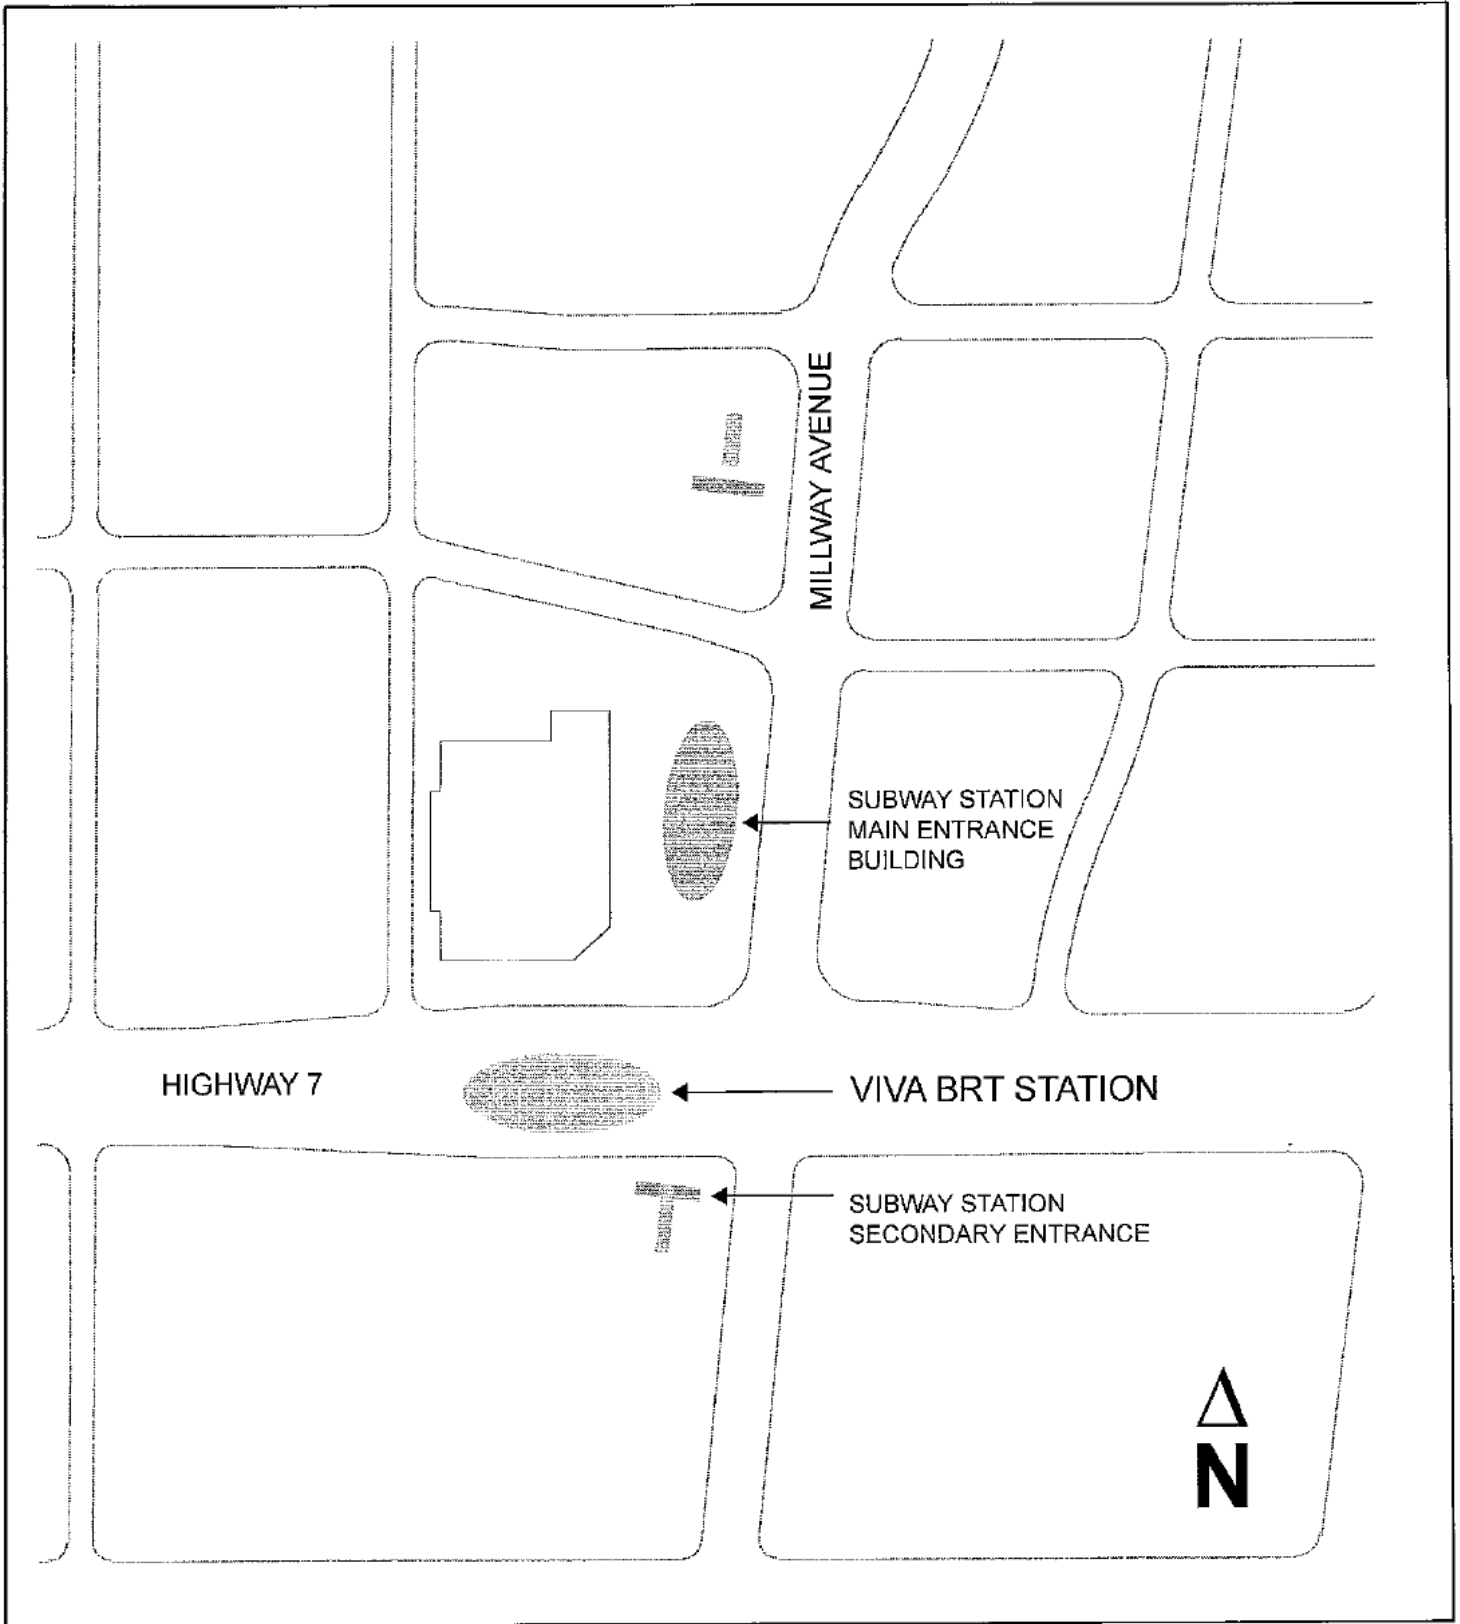 MILLWAY AVENUE
SUBWAY STATION
MAIN ENTRANCE
BUILDING
HIGHWAY 7
VIVA BRT STATION
SUBWAY STATION
SECONDARY ENTRANCE
N